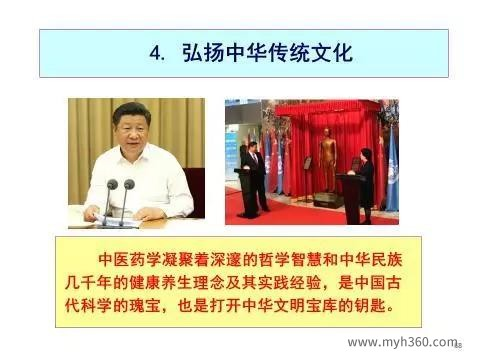 4. 弘扬中华传统文化
中医药学凝聚着深邃的哲学智慧和中华民族
几千年的健康养生理念及其实践经验，是中国古
代科学的瑰宝，也是打开中华文明宝库的钥匙。
www.myh360.com